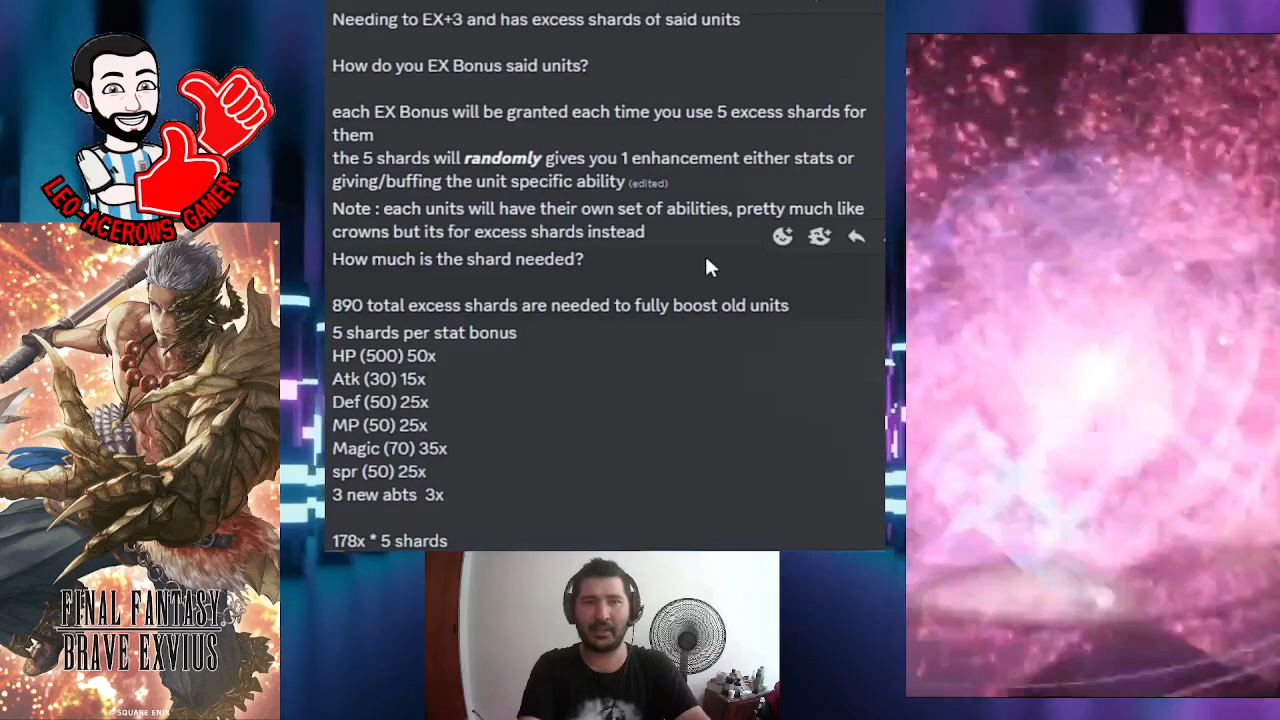 Needing to EX+3 and has excess shards of said units
How do you EX Bonus said units?
each EX Bonus will be granted each time you use 5 excess shards for
them
the 5 shards will randomly gives you 1 enhancement either stats or
giving/buffing the unit specific ability (edited)
Note : each units will have their own set of abilities, pretty much like
crowns but its for excess shards instead
How much is the shard needed?
890 total excess shards are needed to fully boost old units
5 shards per stat bonus
HP (500) 50x
Atk (30) 15x
Def (50) 25x
MP (50) 25x
Magic (70) 35x
spr (50) 25x
3 new abts 3x
178x * 5 shards
LEO-ACEROWS GAMER
FINAL FANTASY
BRAVE EXVIUS
© SQUARE ENIX